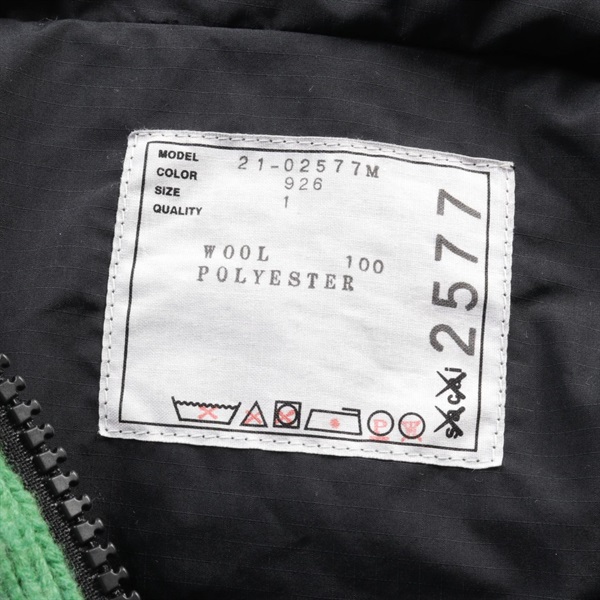 MODEL 21-02577M
COLOR 926
SIZE 1
QUALITY
WOOL 100
POLYESTER
2577
sacai
P
W